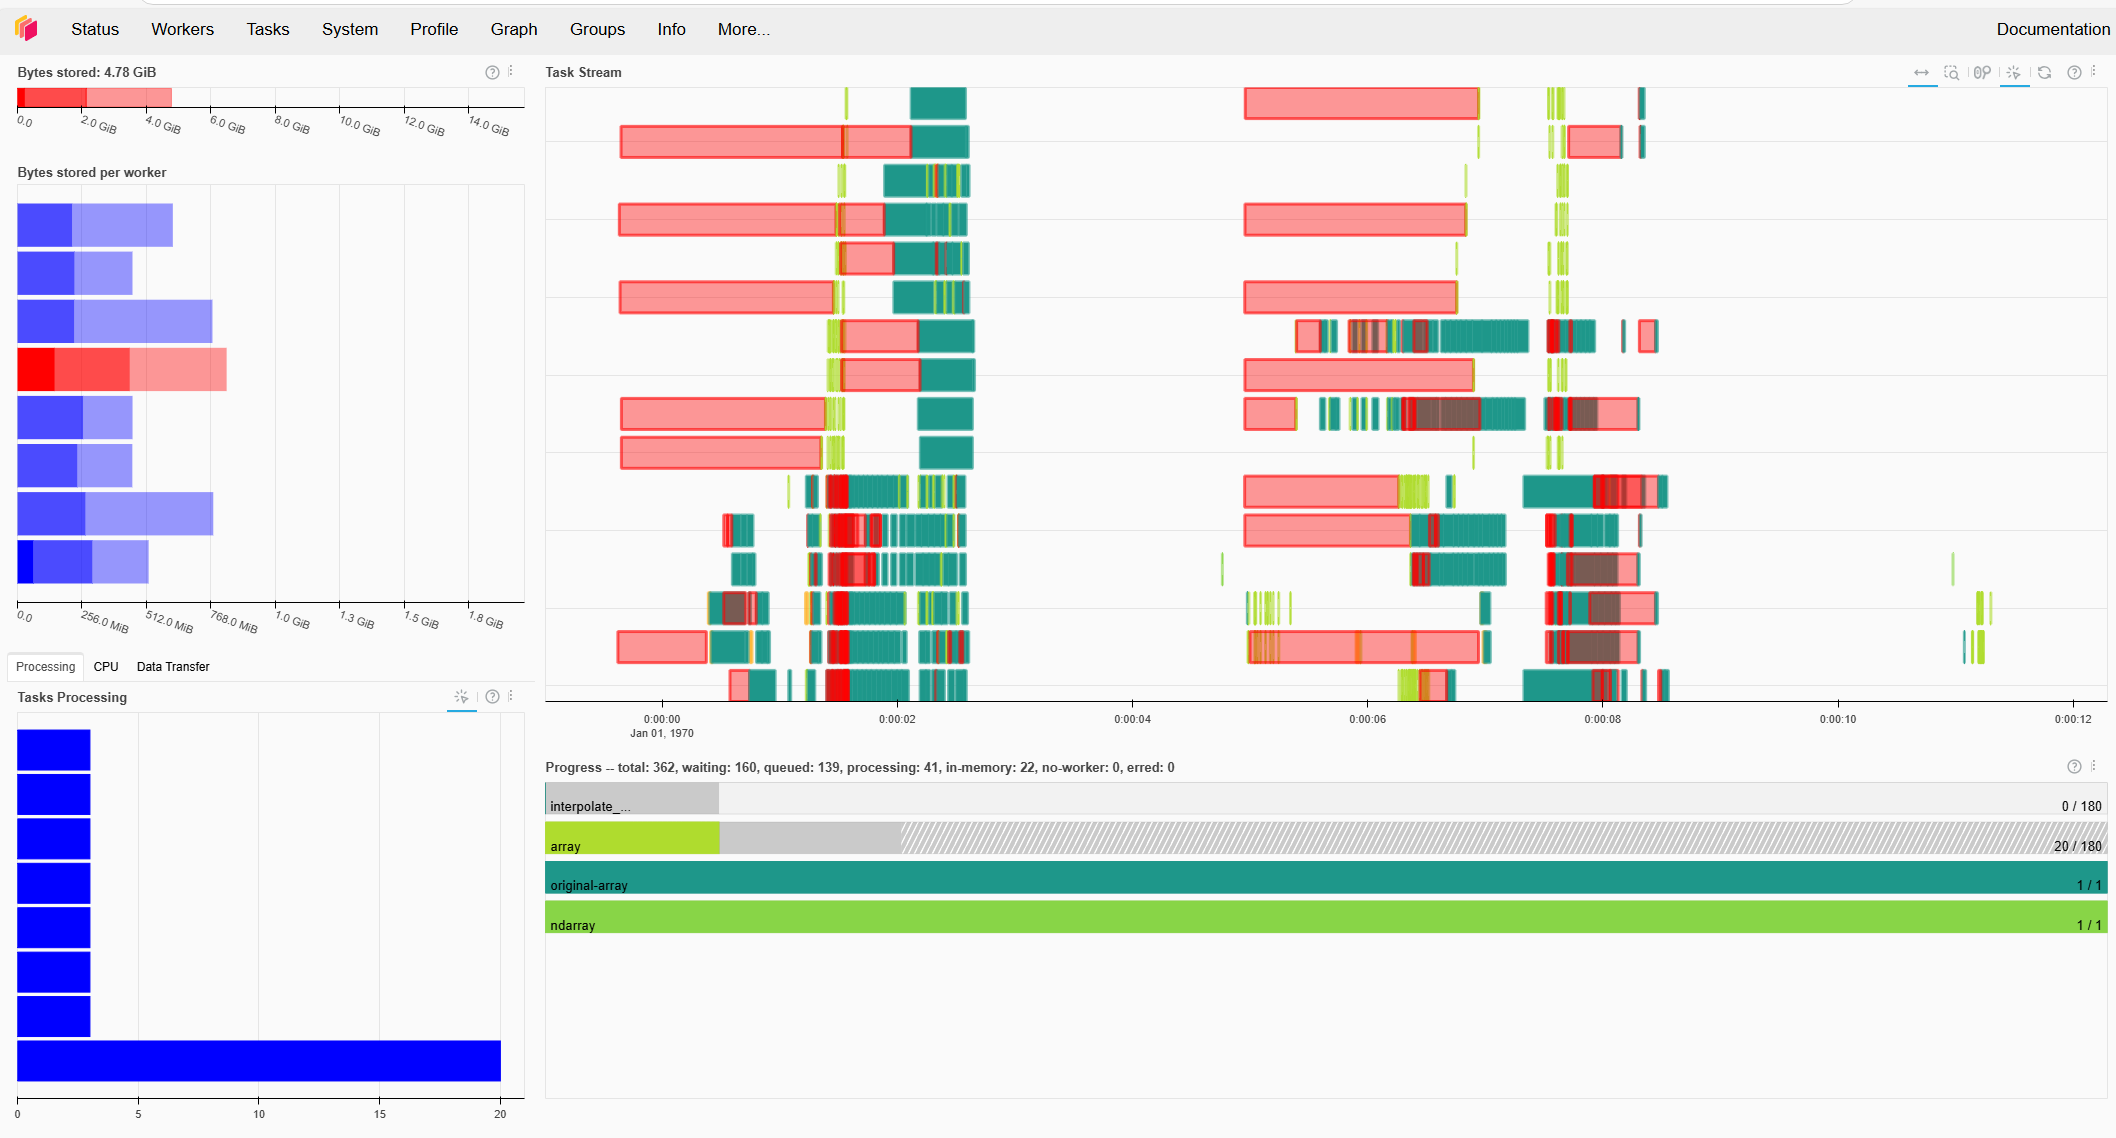 Status Workers Tasks System Profile Graph Groups Info More... Documentation
Bytes stored: 4.78 GiB
0.0 2.0 GiB 4.0 GiB 6.0 GiB 8.0 GiB 10.0 GiB 12.0 GiB 14.0 GiB
Bytes stored per worker
0.0 256.0 MiB 512.0 MiB 768.0 MiB 1.0 GiB 1.3 GiB 1.5 GiB 1.8 GiB
Processing CPU Data Transfer
Tasks Processing
0 5 10 15 20
Task Stream
0:00:00 0:00:02 0:00:04 0:00:06 0:00:08 0:00:10 0:00:12
Jan 01, 1970
Progress -- total: 362, waiting: 160, queued: 139, processing: 41, in-memory: 22, no-worker: 0, erred: 0
interpolate_... 0 / 180
array 20 / 180
original-array 1 / 1
ndarray 1 / 1